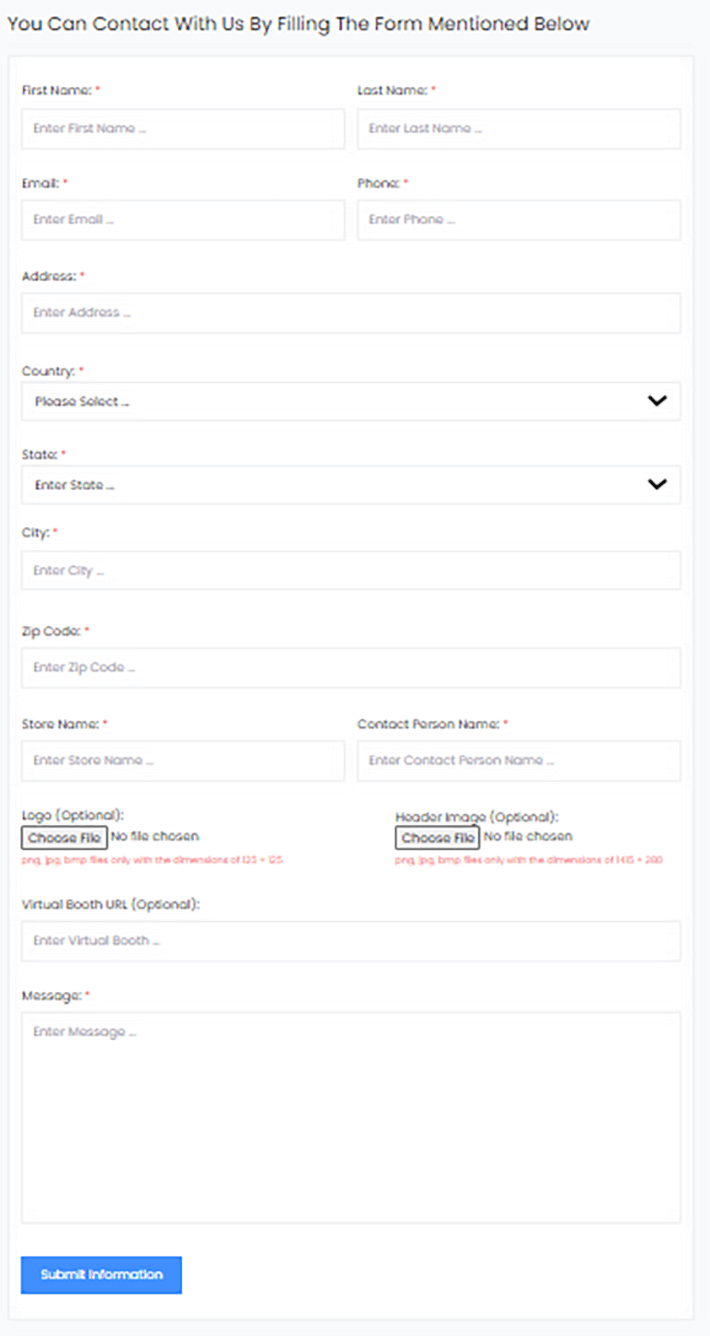 You Can Contact With Us By Filling The Form Mentioned Below
First Name: * Last Name: *
Enter First Name ... Enter Last Name ...
Email: * Phone: *
Enter Email ... Enter Phone ...
Address: *
Enter Address ...
Country: *
Please Select ...
State: *
Enter State ...
City: *
Enter City ...
Zip Code: *
Enter Zip Code ...
Store Name: * Contact Person Name: *
Enter Store Name ... Enter Contact Person Name ...
Logo (Optional): Header Image (Optional):
Choose File No file chosen Choose File No file chosen
png, jpg, bmp files only with the dimensions of 125 * 125 png, jpg, bmp files only with the dimensions of 1415 * 280
Virtual Booth URL (Optional):
Enter Virtual Booth ...
Message: *
Enter Message ...
Submit Information